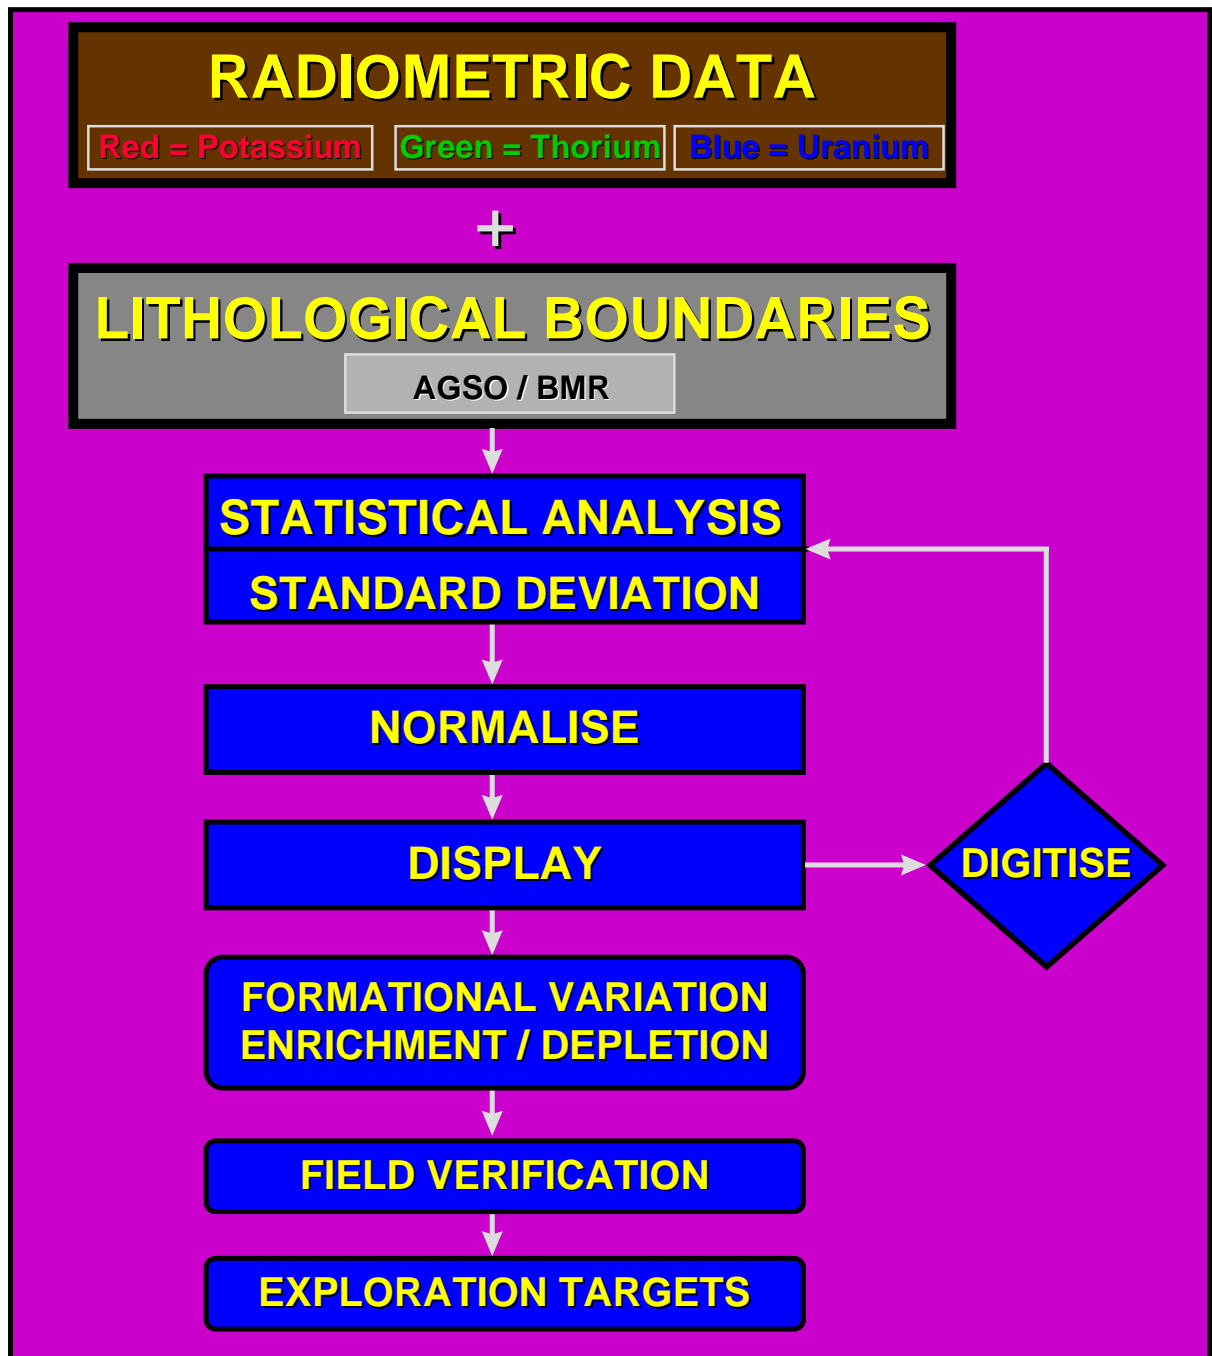 RADIOMETRIC DATA
Red = Potassium Green = Thorium Blue = Uranium
+
LITHOLOGICAL BOUNDARIES
AGSO / BMR
STATISTICAL ANALYSIS
STANDARD DEVIATION
NORMALISE
DISPLAY
DIGITISE
FORMATIONAL VARIATION
ENRICHMENT / DEPLETION
FIELD VERIFICATION
EXPLORATION TARGETS